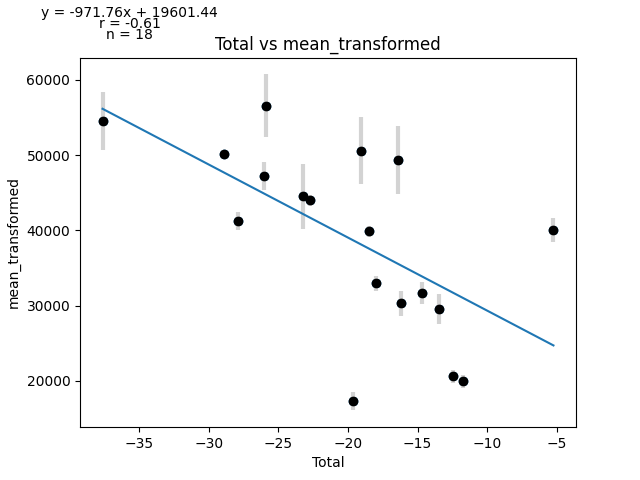 y = -971.76x + 19601.44
r = -0.61
n = 18
Total vs mean_transformed
60000
50000
40000
30000
20000
mean_transformed
−35
−30
−25
−20
−15
−10
−5
Total